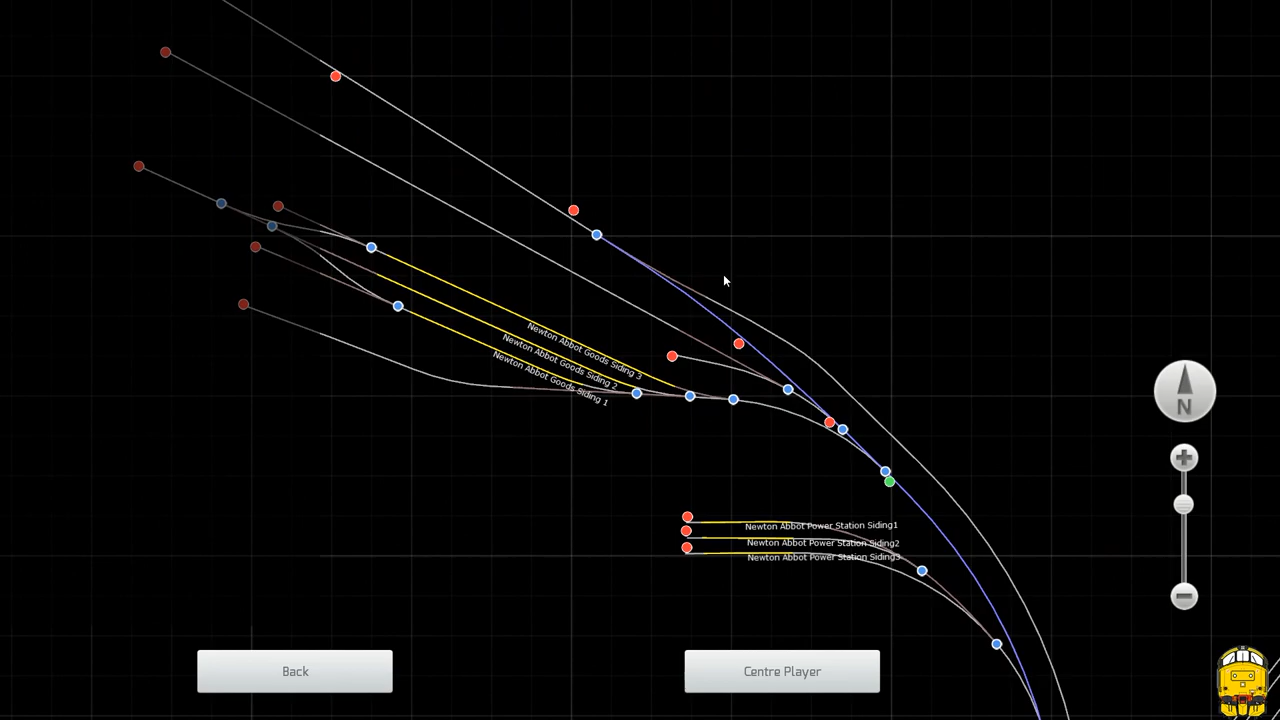 Newton Abbot Goods Siding 3
Newton Abbot Goods Siding 2
Newton Abbot Goods Siding 1
N
Newton Abbot Power Station Siding1
Newton Abbot Power Station Siding2
Newton Abbot Power Station Siding3
Back
Centre Player